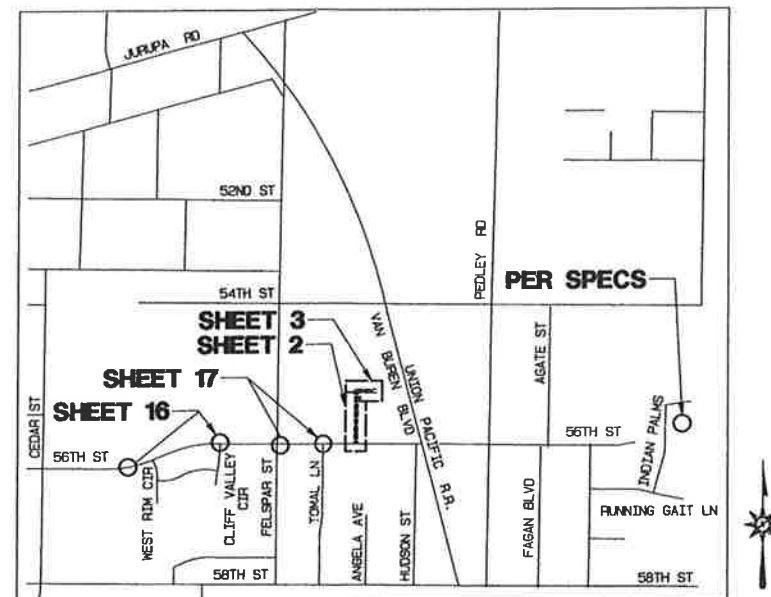 JURUPA RD
52ND ST
PEDLEY RD
PER SPECS
54TH ST
SHEET 3
SHEET 2
VAN BUREN BLVD
UNION PACIFIC R.R.
AGATE ST
SHEET 17
SHEET 16
CEDAR ST
56TH ST
56TH ST
INDIAN PALMS
WEST RIM CIR
CLIFF VALLEY
CIR
FELSPAR ST
TOMAL LN
ANGELA AVE
HUDSON ST
FAGAN BLVD
RUNNING GAIT LN
58TH ST
58TH ST